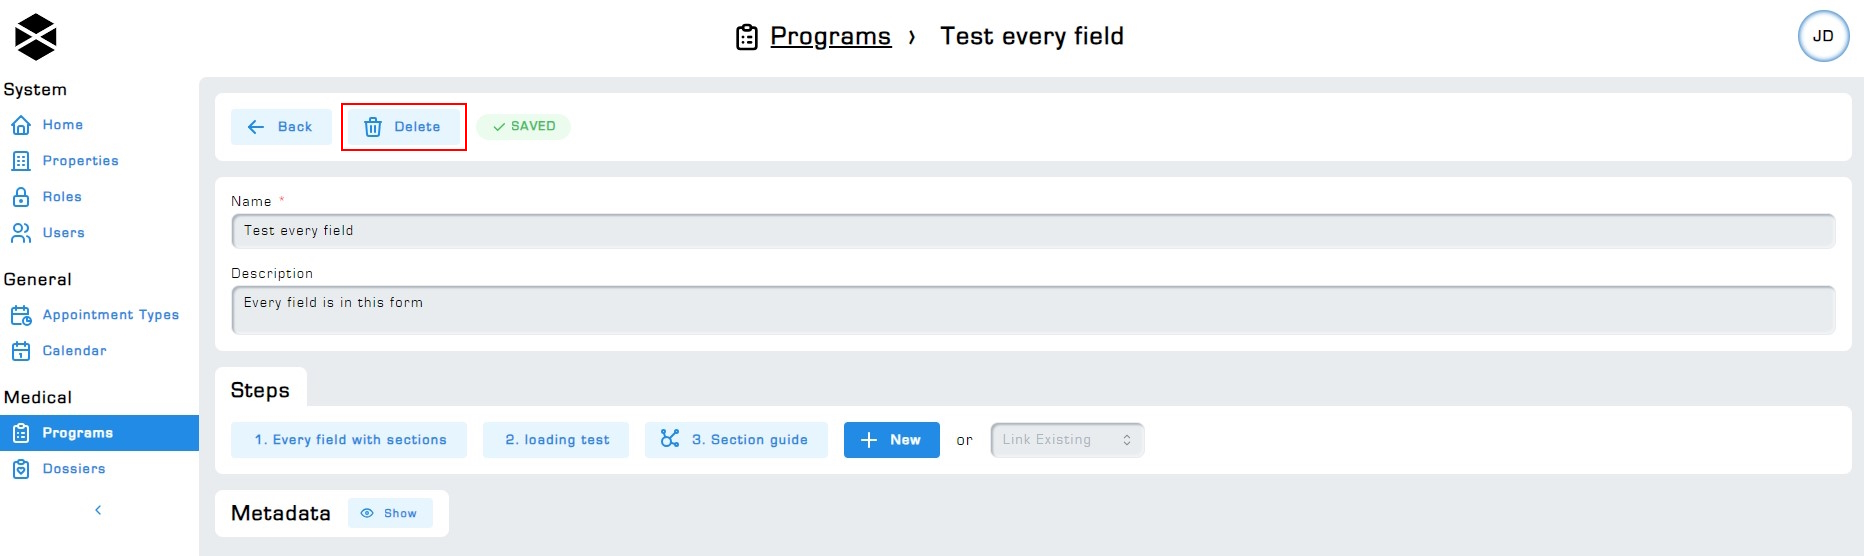 Programs › Test every field
JD
System
Home
Properties
Roles
Users
General
Appointment Types
Calendar
Medical
Programs
Dossiers
Back
Delete
SAVED
Name *
Test every field
Description
Every field is in this form
Steps
1. Every field with sections
2. loading test
3. Section guide
New
or
Link Existing
Metadata
Show